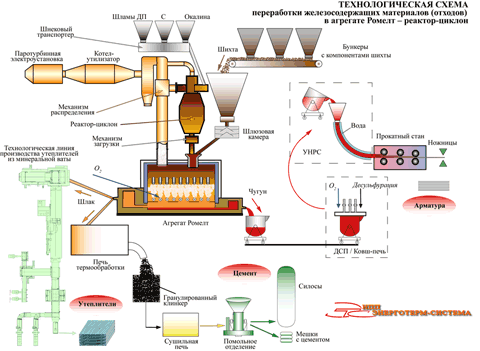 ТЕХНОЛОГИЧЕСКАЯ СХЕМА
переработки железосодержащих материалов (отходов)
в агрегате Ромелт – реактор-циклон
Шламы ДП
С
Окалина
Шнековый
транспортер
Паротурбинная
электроустановка
Котел-
утилизатор
Шихта
Бункеры
с компонентами шихты
Механизм
распределения
Реактор-циклон
Механизм
загрузки
Шлюзовая
камера
Вода
УНРС
Прокатный стан
Ножницы
Технологическая линия
производства утеплителей
из минеральной ваты
O₂
Шлак
Чугун
Агрегат Ромелт
O₂
Десульфурация
Арматура
ДСП / Ковш-печь
Печь
термообработки
Гранулированный
клинкер
Цемент
Силосы
Утеплители
Сушильная
печь
Помольное
отделение
Мешки
с цементом
ЭНЕРГОТЕРМ-СИСТЕМА